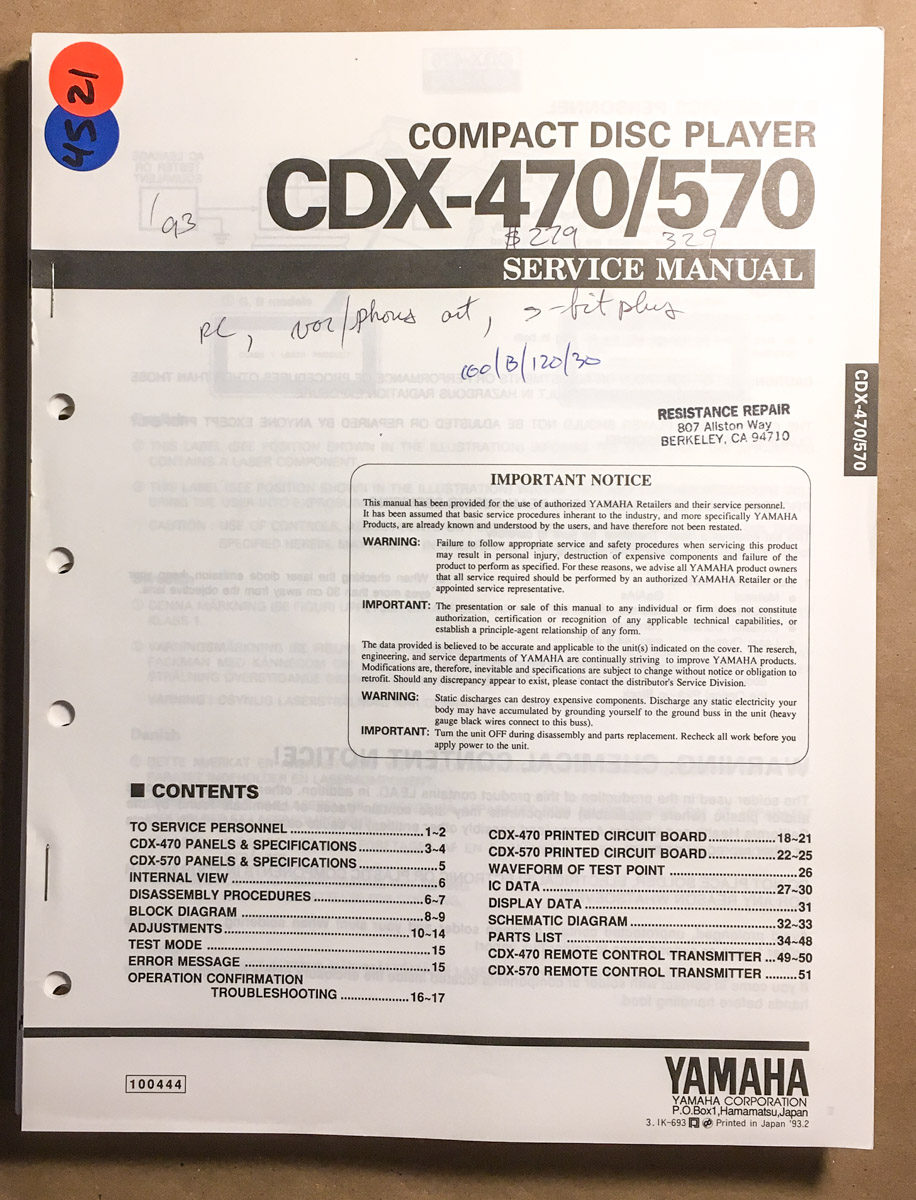 21
45
COMPACT DISC PLAYER
CDX-470/570
/93
$279 329
SERVICE MANUAL
RC, var/phones out, s-bit plus
100/B/120/30
CDX-470/570
RESISTANCE REPAIR
807 Allston Way
BERKELEY, CA 94710
IMPORTANT NOTICE
This manual has been provided for the use of authorized YAMAHA Retailers and their service personnel.
It has been assumed that basic service procedures inherant to the industry, and more specifically YAMAHA
Products, are already known and understood by the users, and have therefore not been restated.
WARNING: Failure to follow appropriate service and safety procedures when servicing this product
may result in personal injury, destruction of expensive components and failure of the
product to perform as specified. For these reasons, we advise all YAMAHA product owners
that all service required should be performed by an authorized YAMAHA Retailer or the
appointed service representative.
IMPORTANT: The presentation or sale of this manual to any individual or firm does not constitute
authorization, certification or recognition of any applicable technical capabilities, or
establish a principle-agent relationship of any form.
The data provided is believed to be accurate and applicable to the unit(s) indicated on the cover. The reserch,
engineering, and service departments of YAMAHA are continually striving to improve YAMAHA products.
Modifications are, therefore, inevitable and specifications are subject to change without notice or obligation to
retrofit. Should any discrepancy appear to exist, please contact the distributor's Service Division.
WARNING: Static discharges can destroy expensive components. Discharge any static electricity your
body may have accumulated by grounding yourself to the ground buss in the unit (heavy
gauge black wires connect to this buss).
IMPORTANT: Turn the unit OFF during disassembly and parts replacement. Recheck all work before you
apply power to the unit.
■ CONTENTS
TO SERVICE PERSONNEL ........ 1~2
CDX-470 PANELS & SPECIFICATIONS ........ 3~4
CDX-570 PANELS & SPECIFICATIONS ........ 5
INTERNAL VIEW ........ 6
DISASSEMBLY PROCEDURES ........ 6~7
BLOCK DIAGRAM ........ 8~9
ADJUSTMENTS ........ 10~14
TEST MODE ........ 15
ERROR MESSAGE ........ 15
OPERATION CONFIRMATION
TROUBLESHOOTING ........ 16~17
CDX-470 PRINTED CIRCUIT BOARD ........ 18~21
CDX-570 PRINTED CIRCUIT BOARD ........ 22~25
WAVEFORM OF TEST POINT ........ 26
IC DATA ........ 27~30
DISPLAY DATA ........ 31
SCHEMATIC DIAGRAM ........ 32~33
PARTS LIST ........ 34~48
CDX-470 REMOTE CONTROL TRANSMITTER ... 49~50
CDX-570 REMOTE CONTROL TRANSMITTER ........ 51
100444
YAMAHA
YAMAHA CORPORATION
P.O.Box1, Hamamatsu, Japan
3. IK-693 Printed in Japan '93.2